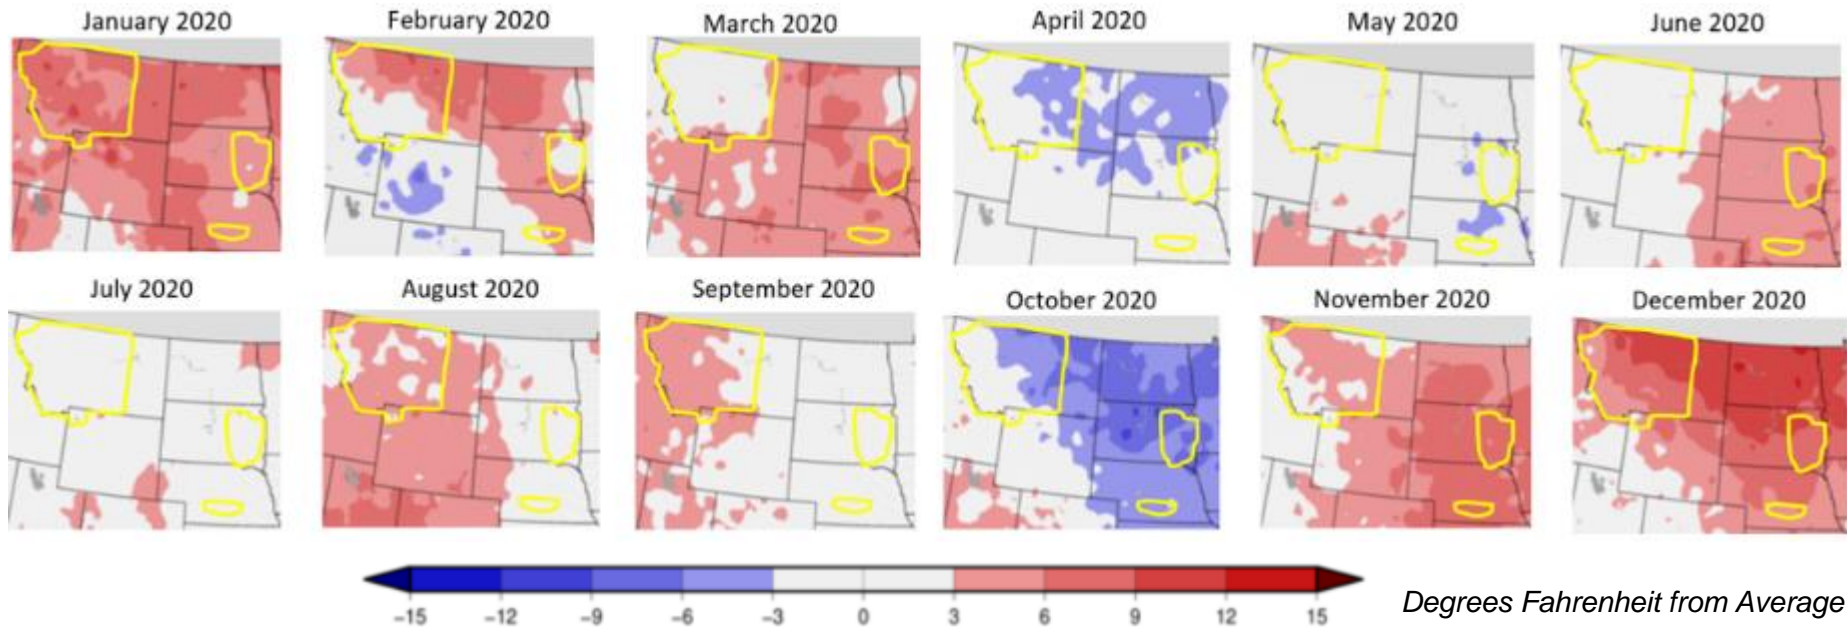 January 2020
February 2020
March 2020
April 2020
May 2020
June 2020
July 2020
August 2020
September 2020
October 2020
November 2020
December 2020
−15 −12 −9 −6 −3 0 3 6 9 12 15
Degrees Fahrenheit from Average